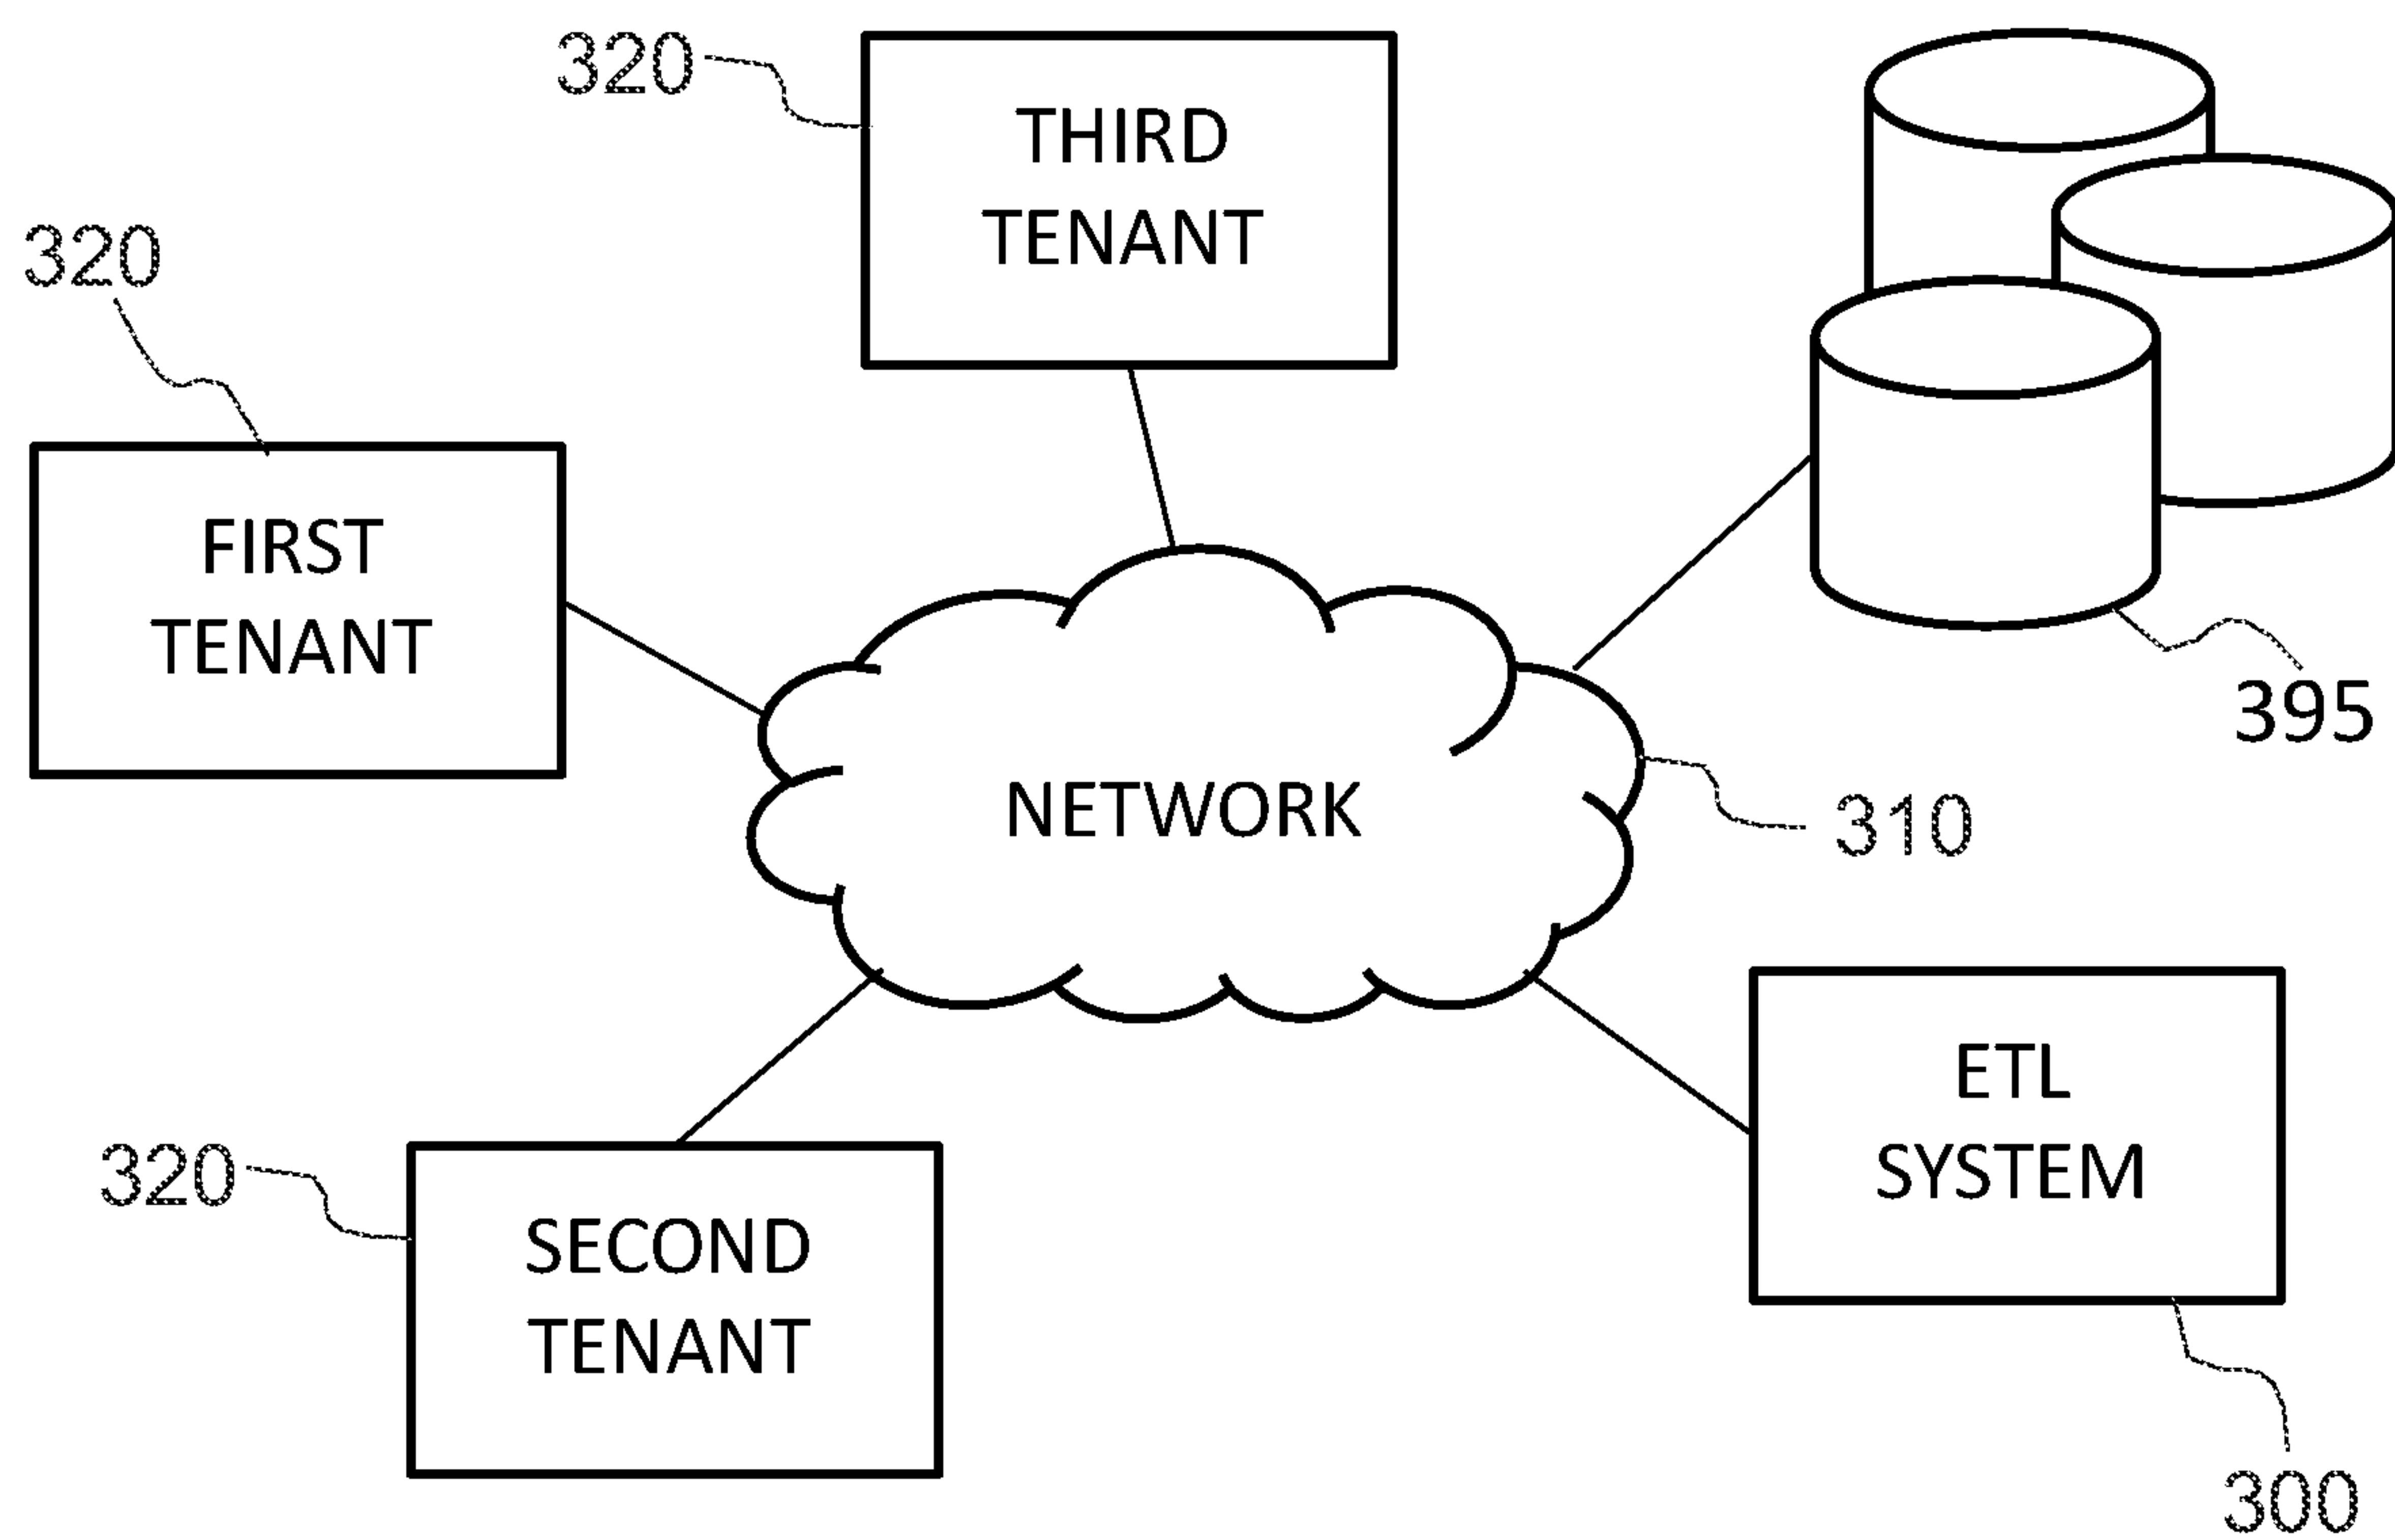 320
THIRD
TENANT
320
FIRST
TENANT
395
NETWORK
310
ETL
SYSTEM
320
SECOND
TENANT
300